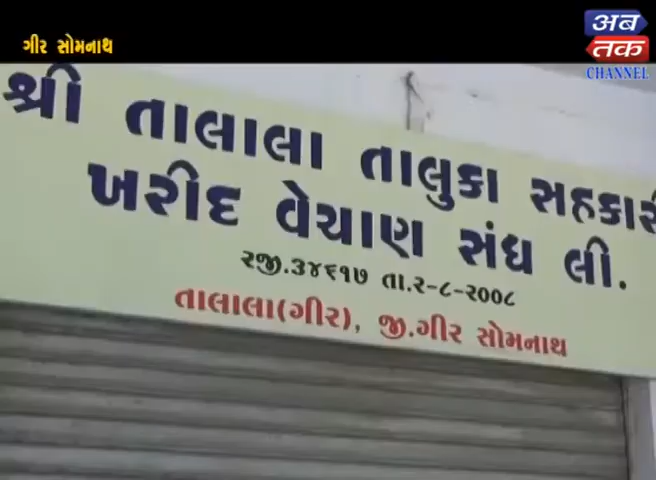 ગીર સોમનાથ
અબ
તક
CHANNEL
શ્રી તાલાલા તાલુકા સહકારી
ખરીદ વેચાણ સંઘ લી.
રજી.૩૪૬૧૭ તા.૨-૮-૨૦૦૮
તાલાલા(ગીર), જી.ગીર સોમનાથ